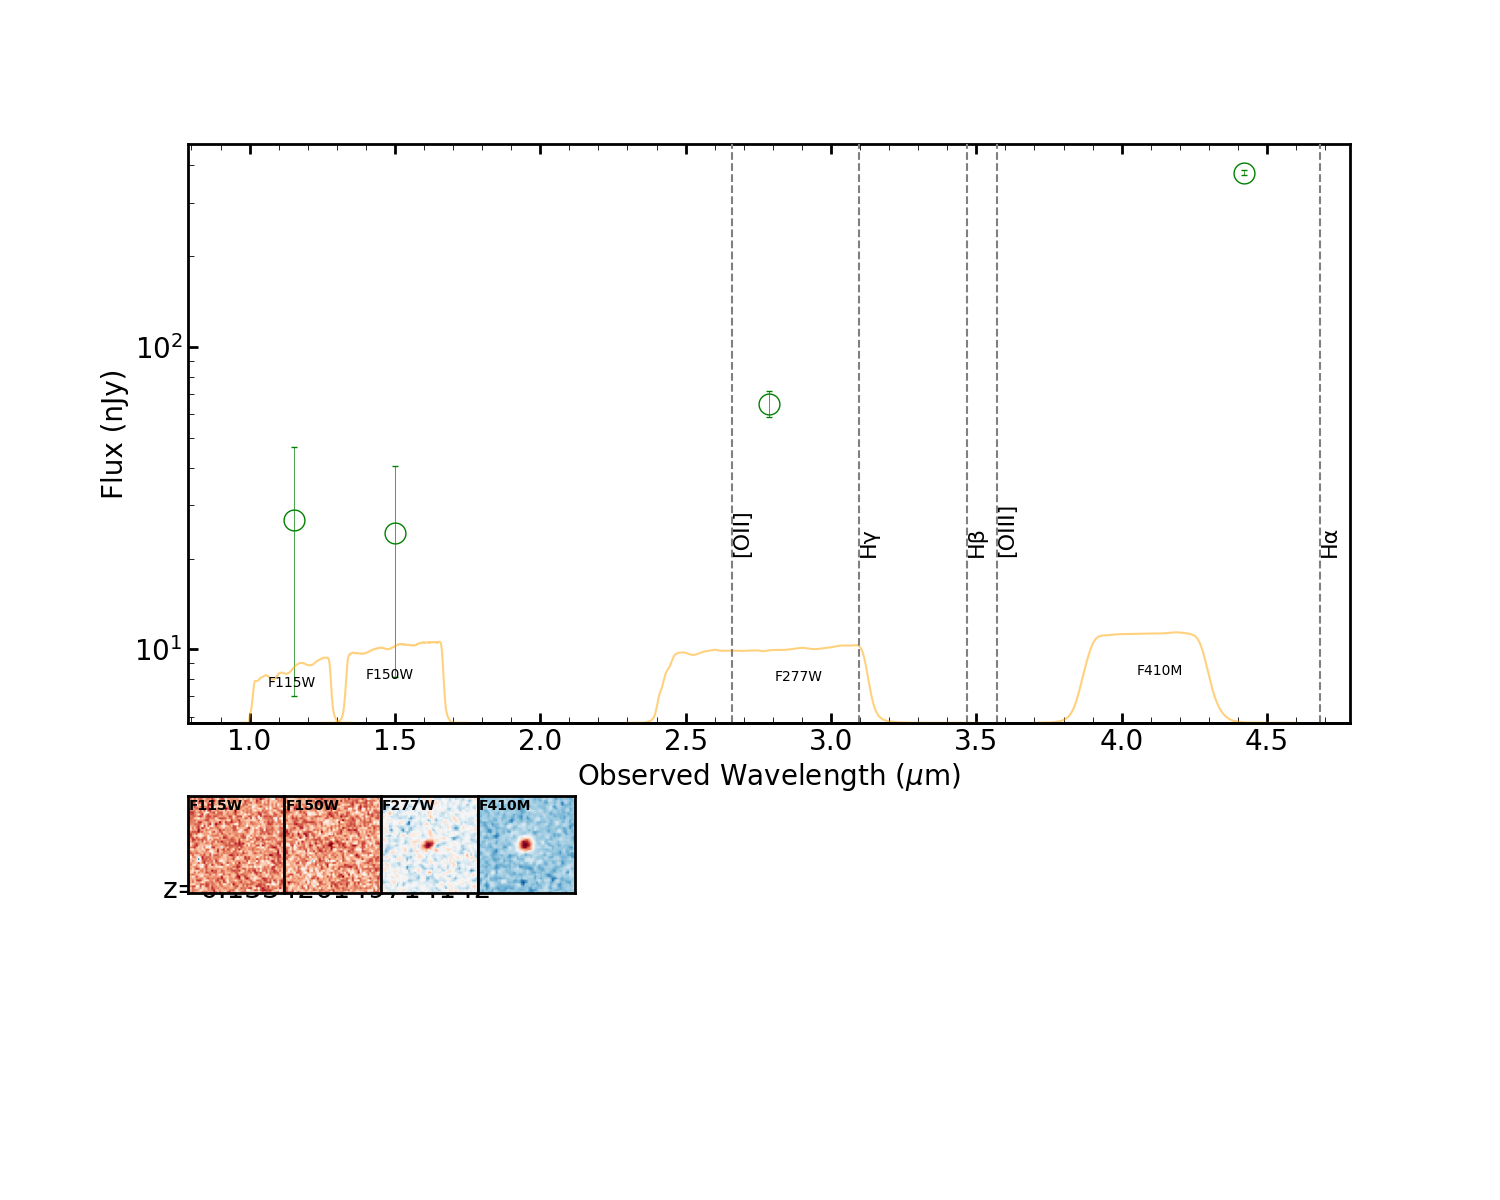 10²
10¹
Flux (nJy)
[OII]
Hγ
Hβ
[OIII]
Hα
F115W
F150W
F277W
F410M
1.0 1.5 2.0 2.5 3.0 3.5 4.0 4.5
Observed Wavelength (μm)
F115W F150W F277W F410M